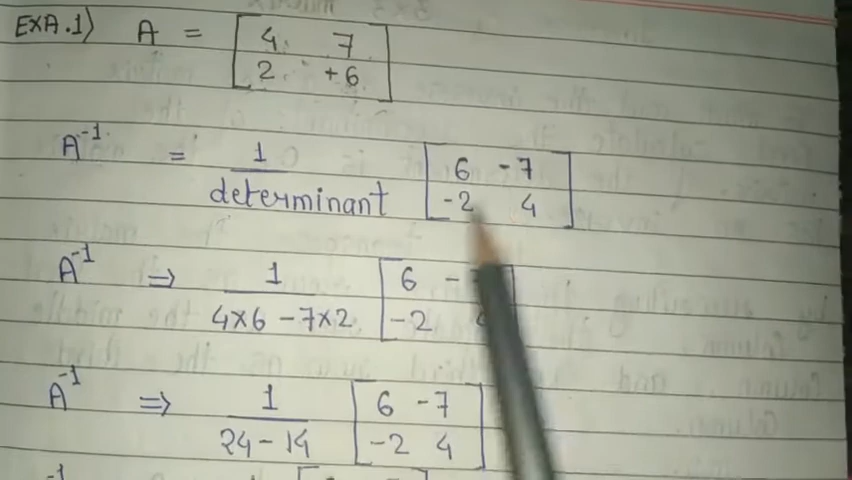 EXA.1) A = [4 7
2 +6]
A⁻¹ = 1/determinant [6 -7
-2 4]
A⁻¹ ⇒ 1/(4×6 - 7×2) [6 -
-2
A⁻¹ ⇒ 1/(24-14) [6 -7
-2 4]
-1